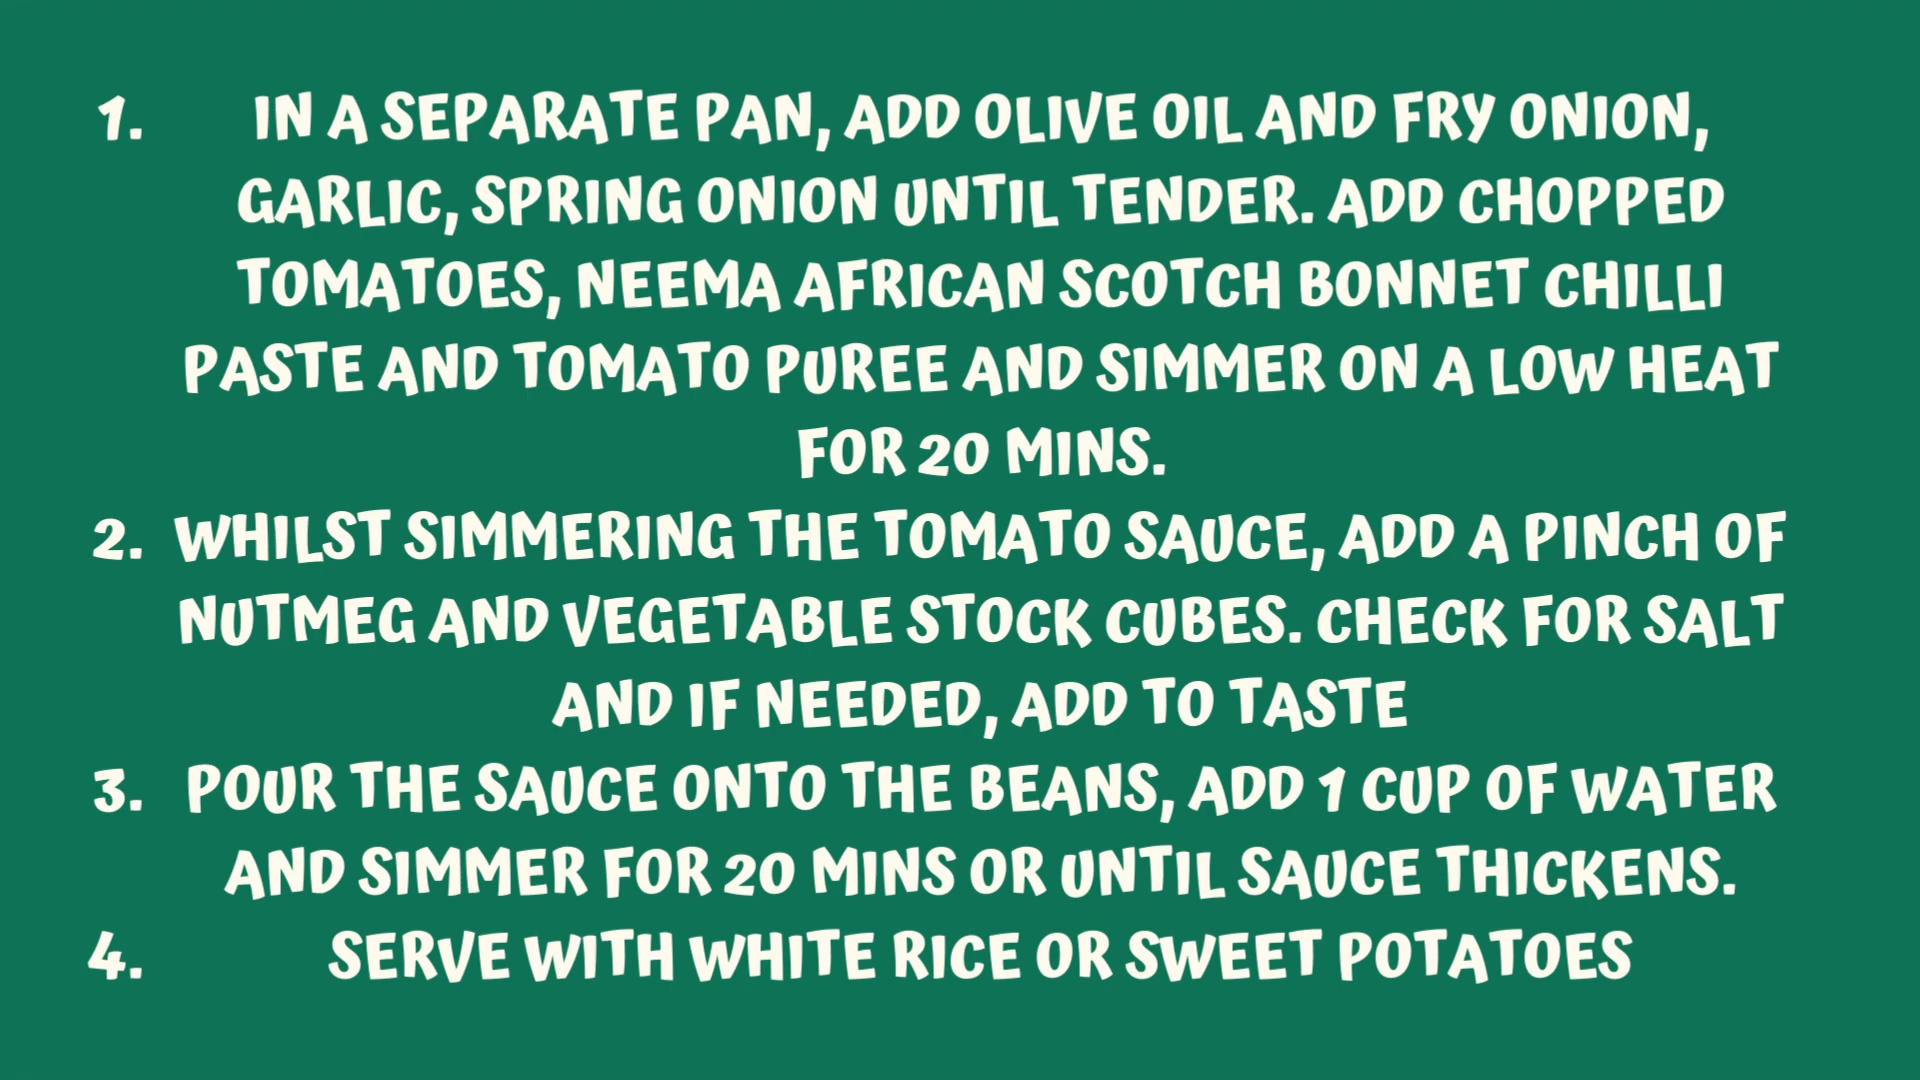 1. IN A SEPARATE PAN, ADD OLIVE OIL AND FRY ONION,
GARLIC, SPRING ONION UNTIL TENDER. ADD CHOPPED
TOMATOES, NEEMA AFRICAN SCOTCH BONNET CHILLI
PASTE AND TOMATO PUREE AND SIMMER ON A LOW HEAT
FOR 20 MINS.
2. WHILST SIMMERING THE TOMATO SAUCE, ADD A PINCH OF
NUTMEG AND VEGETABLE STOCK CUBES. CHECK FOR SALT
AND IF NEEDED, ADD TO TASTE
3. POUR THE SAUCE ONTO THE BEANS, ADD 1 CUP OF WATER
AND SIMMER FOR 20 MINS OR UNTIL SAUCE THICKENS.
4. SERVE WITH WHITE RICE OR SWEET POTATOES